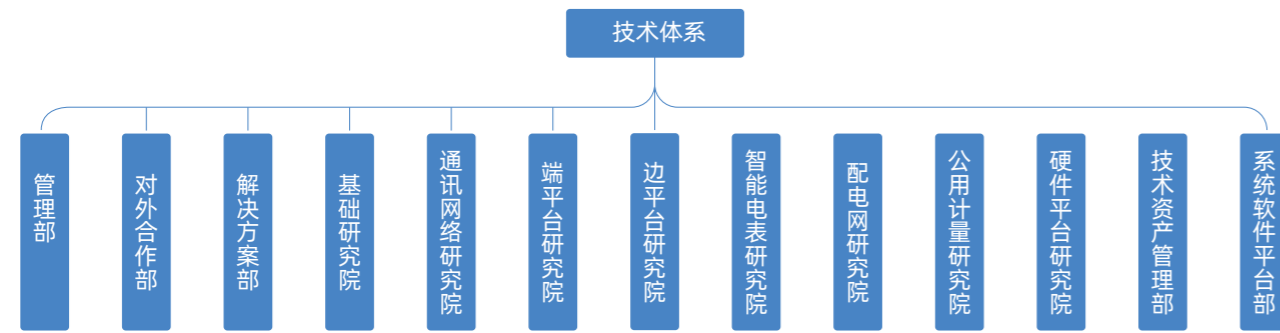 技术体系
管理部
对外合作部
解决方案部
基础研究院
通讯网络研究院
端平台研究院
边平台研究院
智能电表研究院
配电网研究院
公用计量研究院
硬件平台研究院
技术资产管理部
系统软件平台部